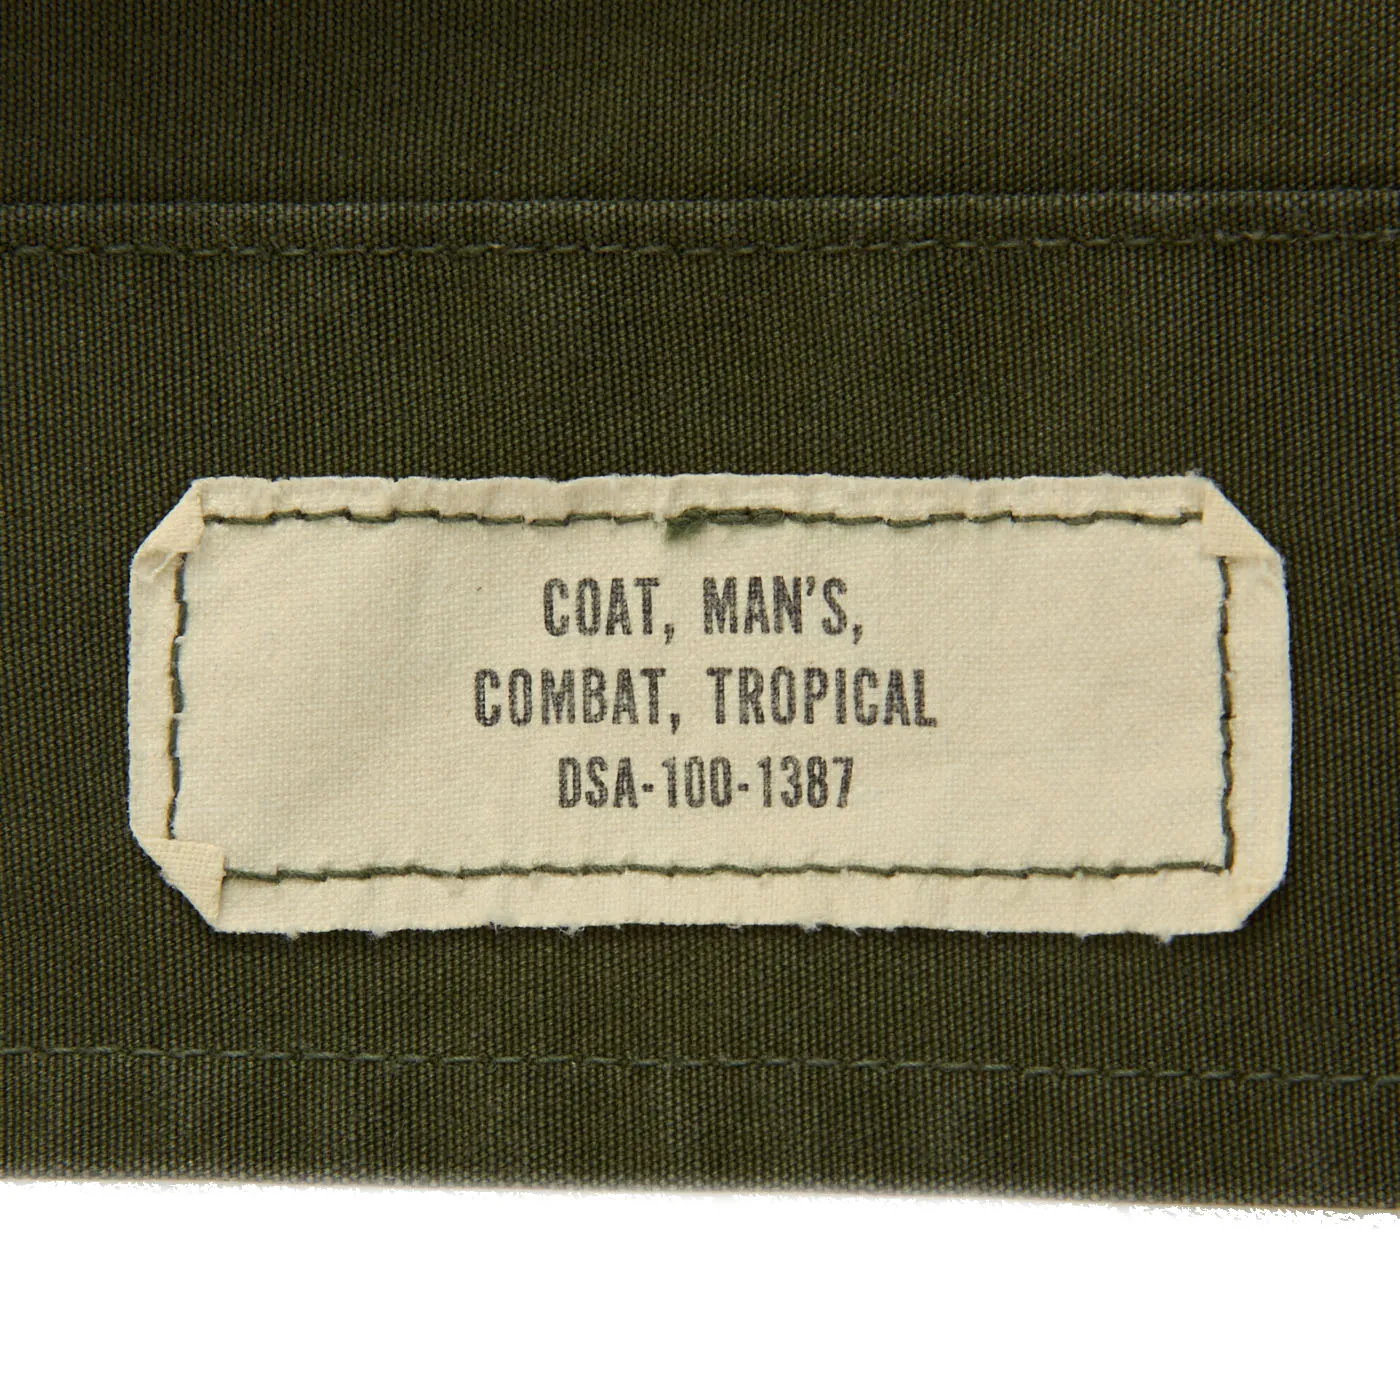 COAT, MAN'S,
COMBAT, TROPICAL
DSA-100-1387